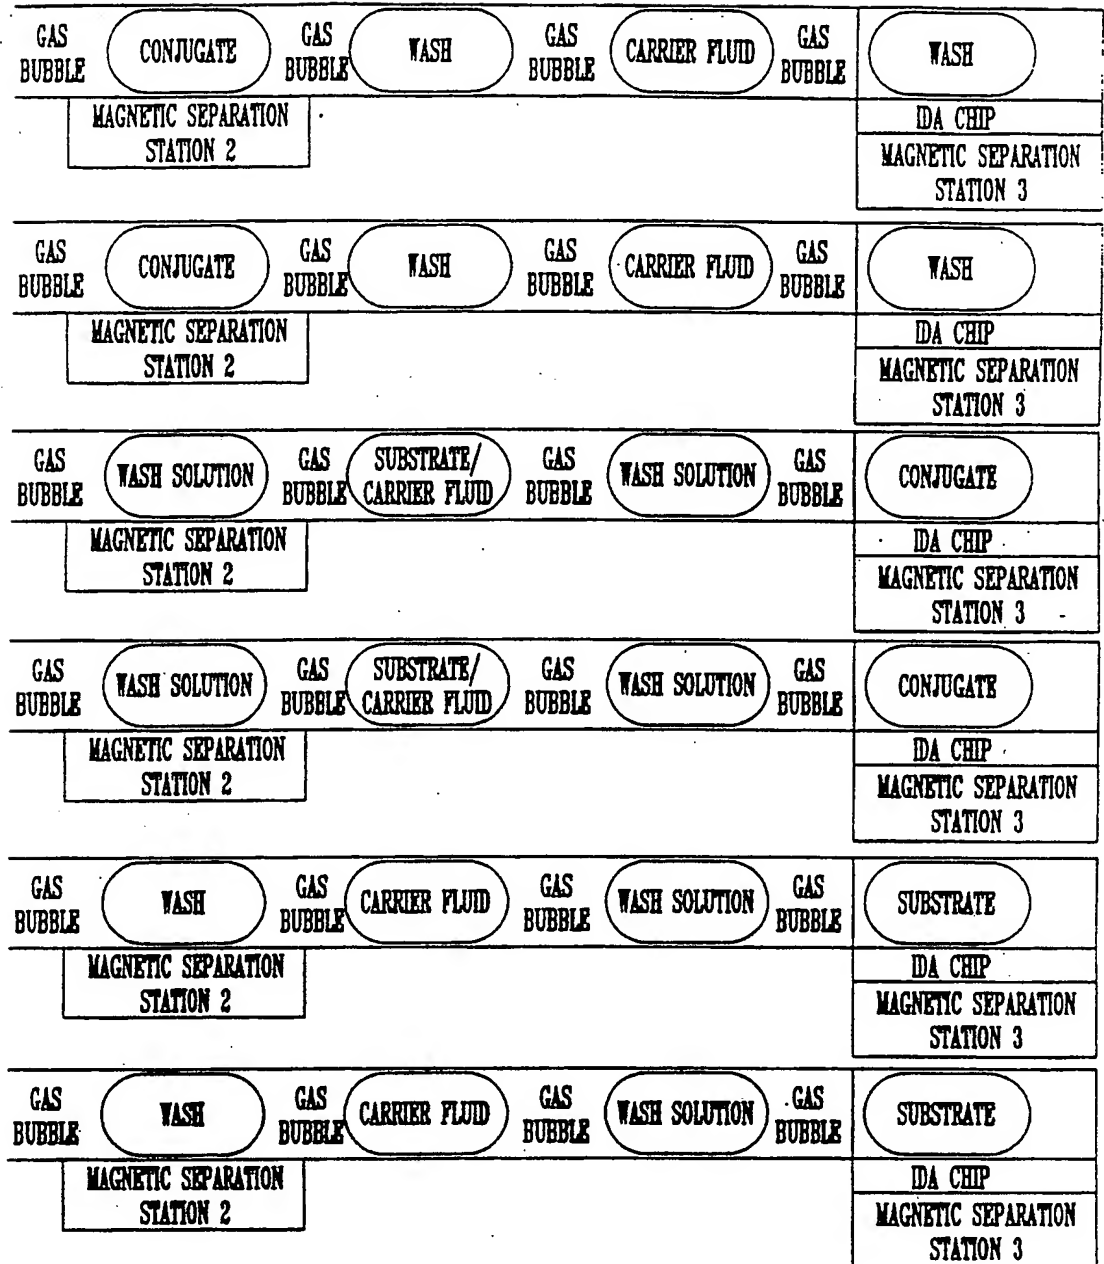 GAS BUBBLE CONJUGATE GAS BUBBLE WASH GAS BUBBLE CARRIER FLUID GAS BUBBLE WASH
MAGNETIC SEPARATION STATION 2
IDA CHIP
MAGNETIC SEPARATION STATION 3
GAS BUBBLE CONJUGATE GAS BUBBLE WASH GAS BUBBLE CARRIER FLUID GAS BUBBLE WASH
MAGNETIC SEPARATION STATION 2
IDA CHIP
MAGNETIC SEPARATION STATION 3
GAS BUBBLE WASH SOLUTION GAS BUBBLE SUBSTRATE/ CARRIER FLUID GAS BUBBLE WASH SOLUTION GAS BUBBLE CONJUGATE
MAGNETIC SEPARATION STATION 2
IDA CHIP
MAGNETIC SEPARATION STATION 3
GAS BUBBLE WASH SOLUTION GAS BUBBLE SUBSTRATE/ CARRIER FLUID GAS BUBBLE WASH SOLUTION GAS BUBBLE CONJUGATE
MAGNETIC SEPARATION STATION 2
IDA CHIP
MAGNETIC SEPARATION STATION 3
GAS BUBBLE WASH GAS BUBBLE CARRIER FLUID GAS BUBBLE WASH SOLUTION GAS BUBBLE SUBSTRATE
MAGNETIC SEPARATION STATION 2
IDA CHIP
MAGNETIC SEPARATION STATION 3
GAS BUBBLE WASH GAS BUBBLE CARRIER FLUID GAS BUBBLE WASH SOLUTION GAS BUBBLE SUBSTRATE
MAGNETIC SEPARATION STATION 2
IDA CHIP
MAGNETIC SEPARATION STATION 3